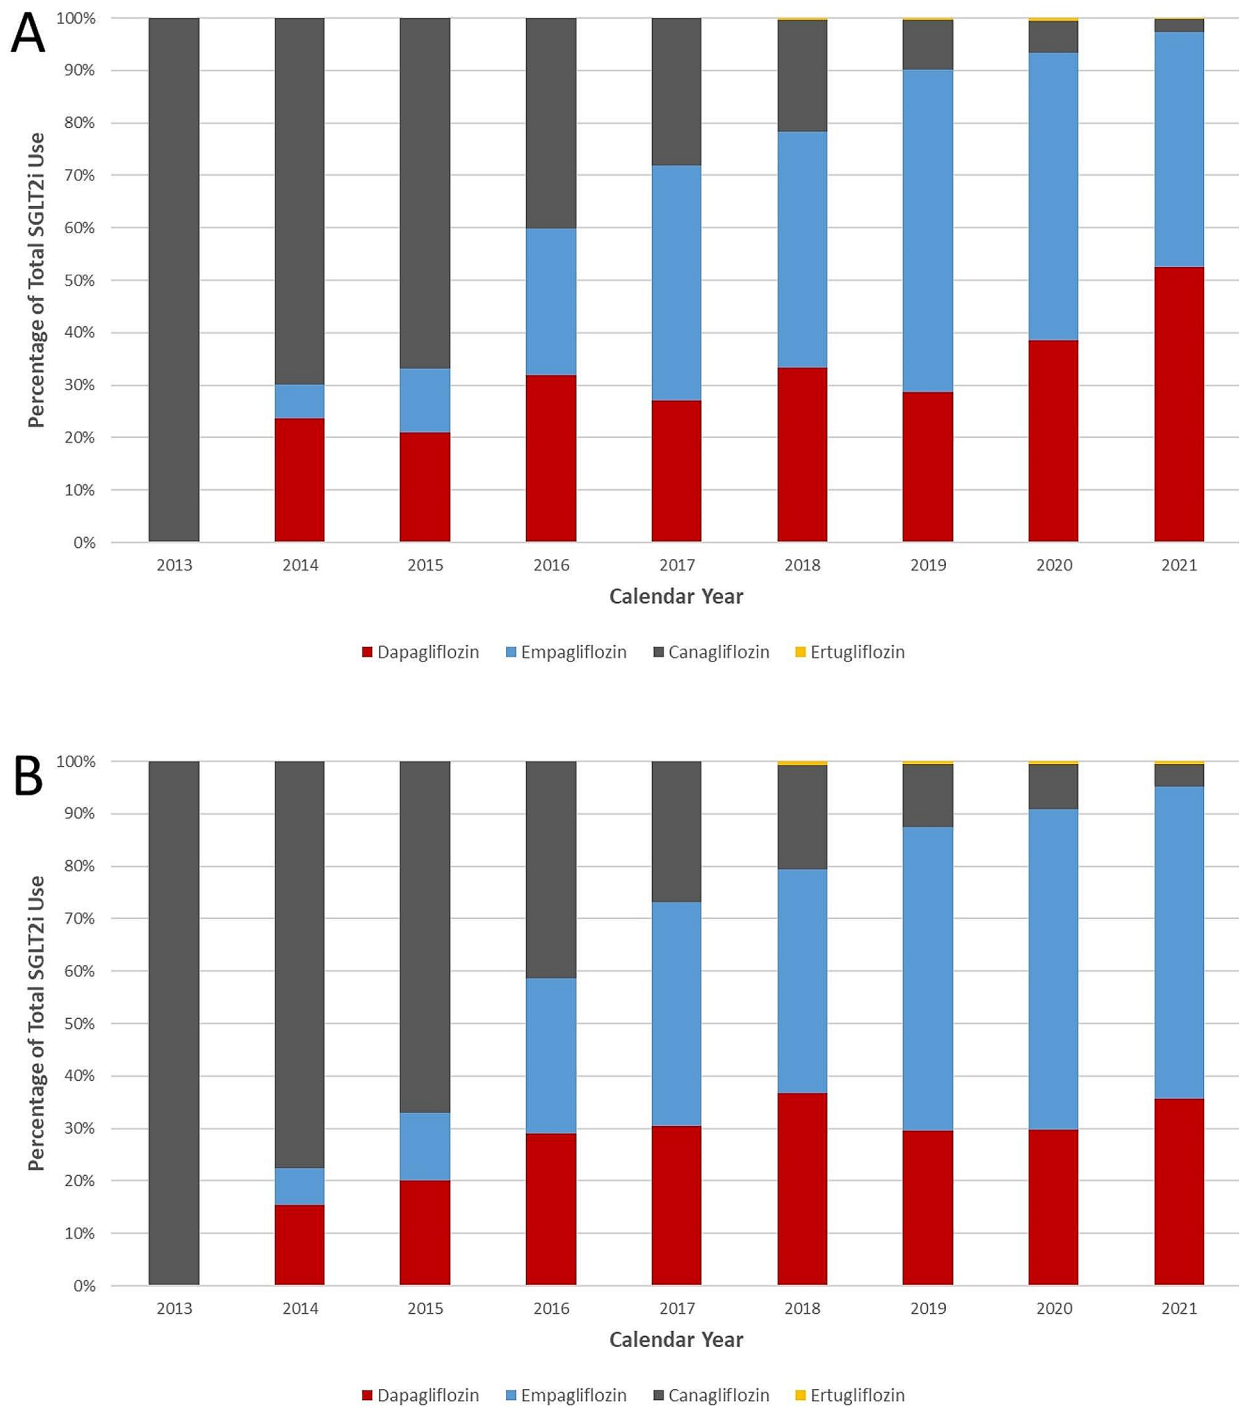 A
100%
90%
80%
70%
60%
50%
40%
30%
20%
10%
0%
Percentage of Total SGLT2i Use
2013 2014 2015 2016 2017 2018 2019 2020 2021
Calendar Year
Dapagliflozin Empagliflozin Canagliflozin Ertugliflozin
B
100%
90%
80%
70%
60%
50%
40%
30%
20%
10%
0%
Percentage of Total SGLT2i Use
2013 2014 2015 2016 2017 2018 2019 2020 2021
Calendar Year
Dapagliflozin Empagliflozin Canagliflozin Ertugliflozin